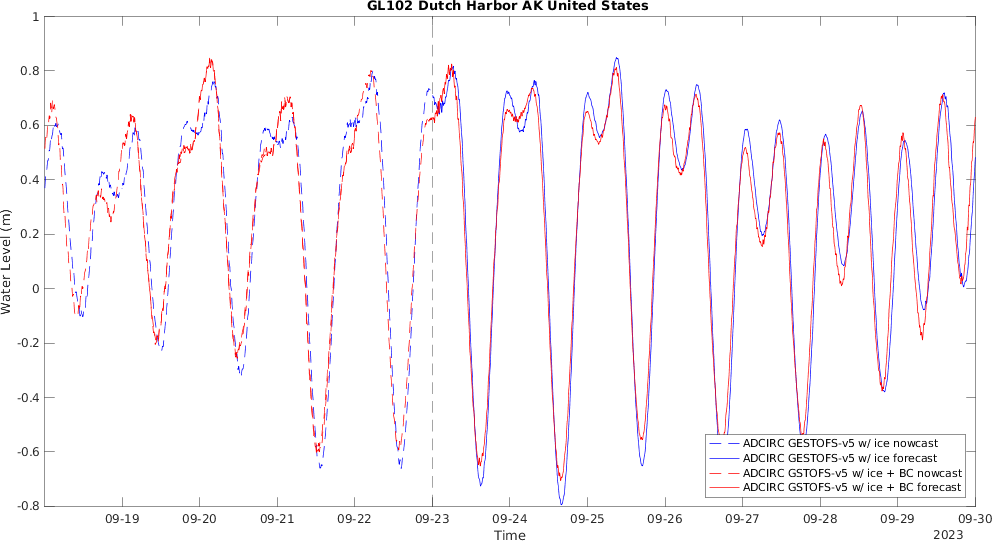 GL102 Dutch Harbor AK United States
1
0.8
0.6
0.4
0.2
0
-0.2
-0.4
-0.6
-0.8
Water Level (m)
ADCIRC GESTOFS-v5 w/ ice nowcast
ADCIRC GESTOFS-v5 w/ ice forecast
ADCIRC GSTOFS-v5 w/ ice + BC nowcast
ADCIRC GSTOFS-v5 w/ ice + BC forecast
09-19 09-20 09-21 09-22 09-23 09-24 09-25 09-26 09-27 09-28 09-29 09-30
Time
2023